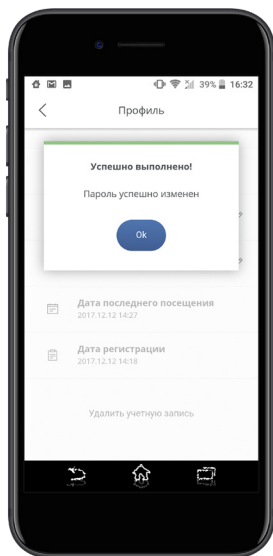 39% 16:32
Профиль
Успешно выполнено!
Пароль успешно изменен
Ok
Дата последнего посещения
2017.12.12 14:27
Дата регистрации
2017.12.12 14:18
Удалить учетную запись